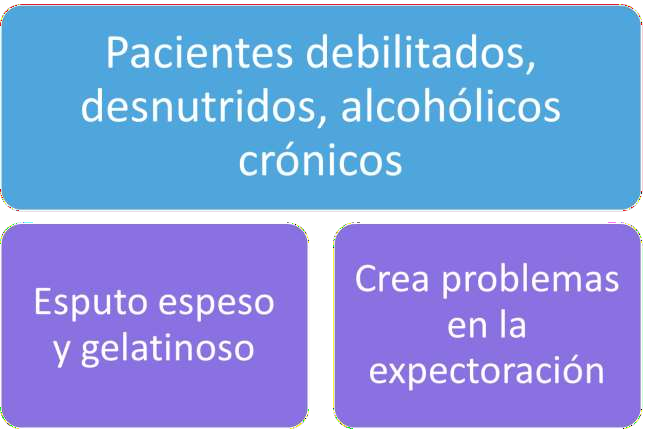 Pacientes debilitados,
desnutridos, alcohólicos
crónicos
Esputo espeso
y gelatinoso
Crea problemas
en la
expectoración